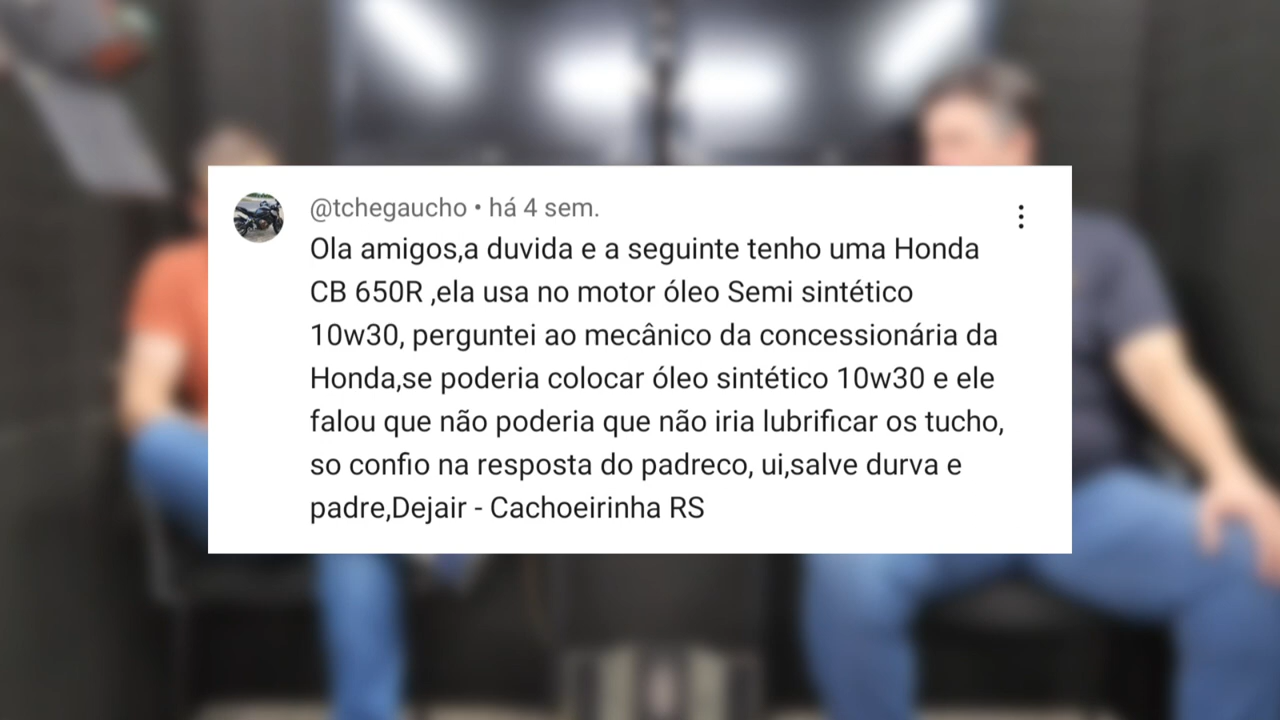 @tchegaucho • há 4 sem.
Ola amigos,a duvida e a seguinte tenho uma Honda
CB 650R ,ela usa no motor óleo Semi sintético
10w30, perguntei ao mecânico da concessionária da
Honda,se poderia colocar óleo sintético 10w30 e ele
falou que não poderia que não iria lubrificar os tucho,
so confio na resposta do padreco, ui,salve durva e
padre,Dejair - Cachoeirinha RS